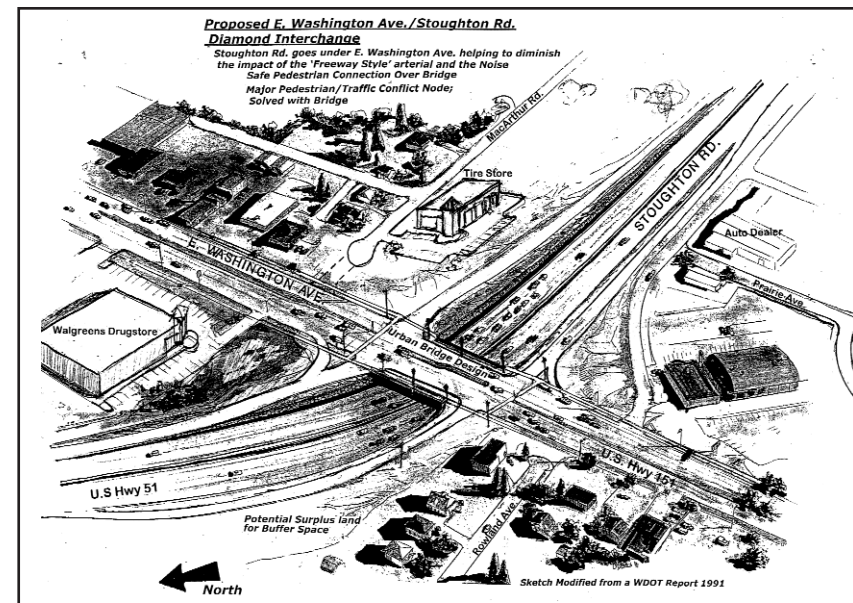 Proposed E. Washington Ave./Stoughton Rd.
Diamond Interchange
Stoughton Rd. goes under E. Washington Ave. helping to diminish
the impact of the 'Freeway Style' arterial and the Noise
Safe Pedestrian Connection Over Bridge
Major Pedestrian/Traffic Conflict Node;
Solved with Bridge
MacArthur Rd.
Tire Store
STOUGHTON RD.
Auto Dealer
E. WASHINGTON AVE.
Prairie Ave.
Walgreens Drugstore
Urban Bridge Design
U.S. Hwy 151
U.S Hwy 51
Potential Surplus land
for Buffer Space
Rowland Ave.
North
Sketch Modified from a WDOT Report 1991